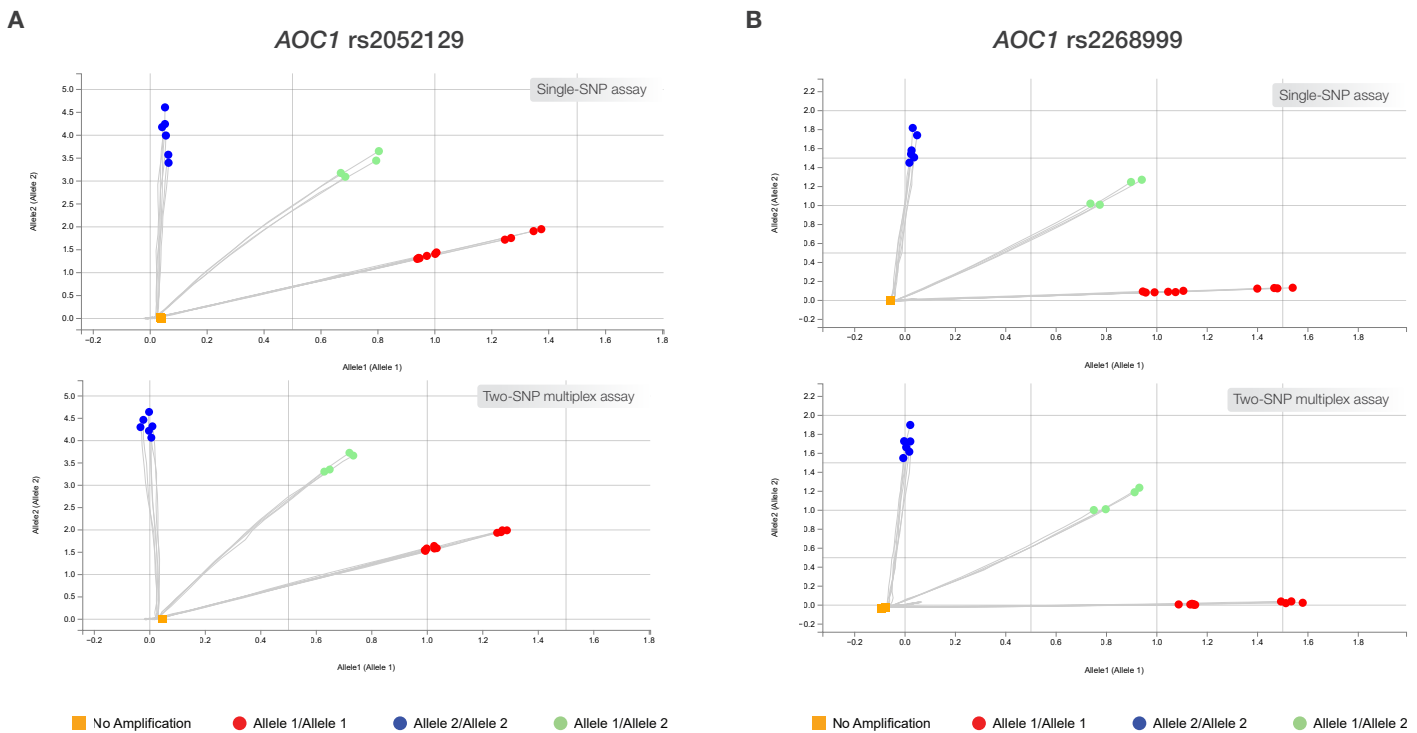 A
AOC1 rs2052129
Single-SNP assay
5.0
4.5
4.0
3.5
3.0
2.5
2.0
1.5
1.0
0.5
0.0
Allele2 (Allele 2)
−0.2 0.0 0.2 0.4 0.6 0.8 1.0 1.2 1.4 1.6 1.8
Allele1 (Allele 1)
Two-SNP multiplex assay
5.0
4.5
4.0
3.5
3.0
2.5
2.0
1.5
1.0
0.5
0.0
Allele2 (Allele 2)
−0.2 0.0 0.2 0.4 0.6 0.8 1.0 1.2 1.4 1.6 1.8
Allele1 (Allele 1)
No Amplification Allele 1/Allele 1 Allele 2/Allele 2 Allele 1/Allele 2
B
AOC1 rs2268999
Single-SNP assay
2.2
2.0
1.8
1.6
1.4
1.2
1.0
0.8
0.6
0.4
0.2
0.0
−0.2
Allele2 (Allele 2)
−0.2 0.0 0.2 0.4 0.6 0.8 1.0 1.2 1.4 1.6 1.8
Allele1 (Allele 1)
Two-SNP multiplex assay
2.2
2.0
1.8
1.6
1.4
1.2
1.0
0.8
0.6
0.4
0.2
0.0
−0.2
Allele2 (Allele 2)
−0.2 0.0 0.2 0.4 0.6 0.8 1.0 1.2 1.4 1.6 1.8
Allele1 (Allele 1)
No Amplification Allele 1/Allele 1 Allele 2/Allele 2 Allele 1/Allele 2